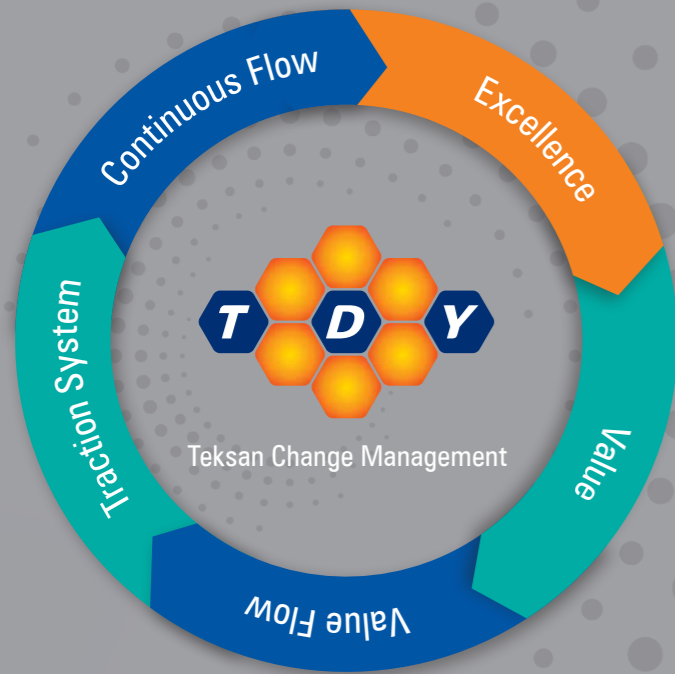 Continuous Flow
Excellence
Value
Value Flow
Traction System
T D Y
Teksan Change Management